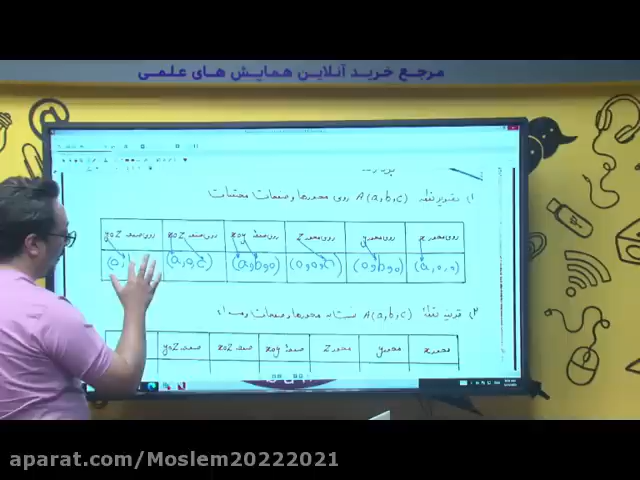 مرجع خرید آنلاین همایش های علمی
۱) تصویر نقطه A(a,b,c) روی محورها و صفحات مختصات
روی محور x روی محور y روی محور z روی صفحه xoy روی صفحه xoz روی صفحه yoz
(a,0,0) (0,b,0) (0,0,c) (a,b,0) (a,0,c) (0,
۲) قرینه نقطه A(a,b,c) نسبت به محورها و صفحات و مبدأ:
محور x محور y محور z صفحه xoy صفحه xoz صفحه yoz
aparat.com/Moslem20222021